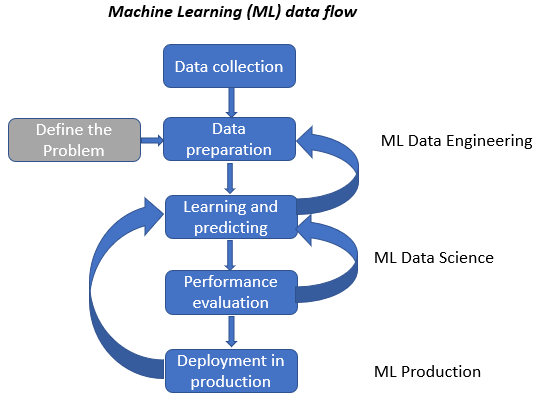 Machine Learning (ML) data flow
Data collection
Define the
Problem
Data
preparation
ML Data Engineering
Learning and
predicting
ML Data Science
Performance
evaluation
Deployment in
production
ML Production